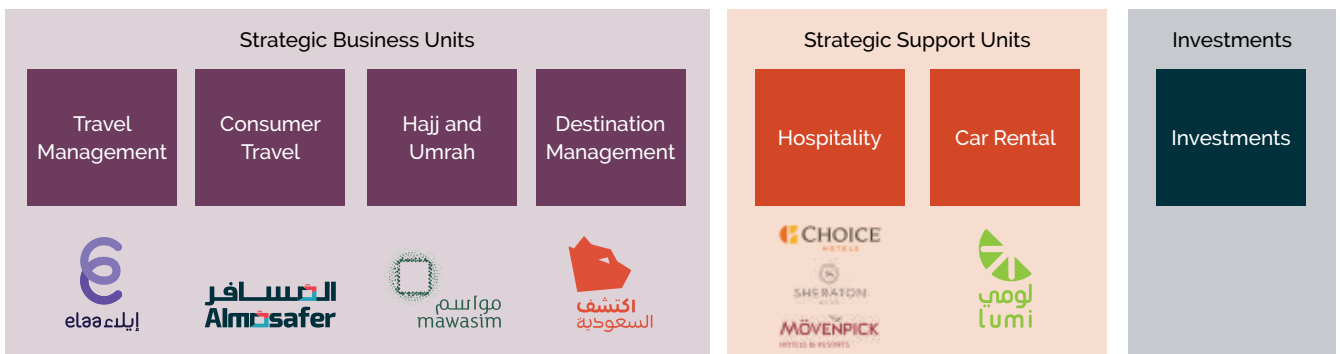 Strategic Business Units
Travel
Management
Consumer
Travel
Hajj and
Umrah
Destination
Management
elaa إيلاء
المسافر
Almosafer
مواسم
mawasim
اكتشف
السعودية
Strategic Support Units
Hospitality
Car Rental
CHOICE
HOTELS
SHERATON
MÖVENPICK
HOTELS & RESORTS
لومي
lumi
Investments
Investments